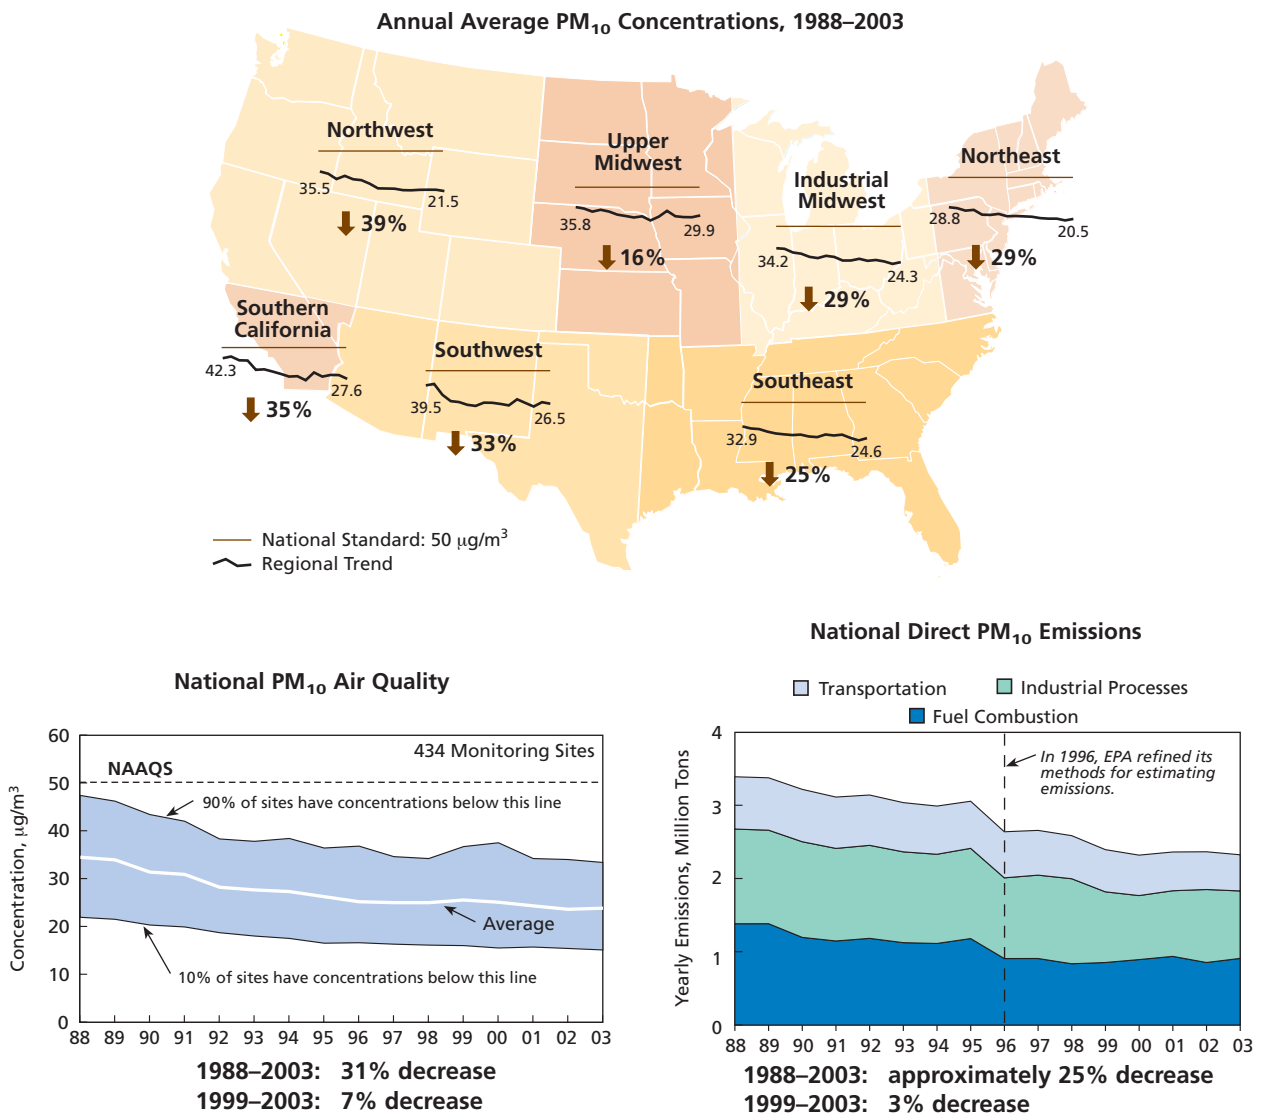 Annual Average PM10 Concentrations, 1988–2003
Northwest
35.5
21.5
39%
Upper
Midwest
35.8
29.9
16%
Industrial
Midwest
34.2
24.3
29%
Northeast
28.8
20.5
29%
Southern
California
42.3
27.6
35%
Southwest
39.5
26.5
33%
Southeast
32.9
24.6
25%
National Standard: 50 µg/m³
Regional Trend
National PM10 Air Quality
Concentration, µg/m³
60
50
40
30
20
10
0
434 Monitoring Sites
NAAQS
90% of sites have concentrations below this line
Average
10% of sites have concentrations below this line
88 89 90 91 92 93 94 95 96 97 98 99 00 01 02 03
1988–2003: 31% decrease
1999–2003: 7% decrease
National Direct PM10 Emissions
Transportation
Industrial Processes
Fuel Combustion
Yearly Emissions, Million Tons
4
3
2
1
0
In 1996, EPA refined its
methods for estimating
emissions.
88 89 90 91 92 93 94 95 96 97 98 99 00 01 02 03
1988–2003: approximately 25% decrease
1999–2003: 3% decrease